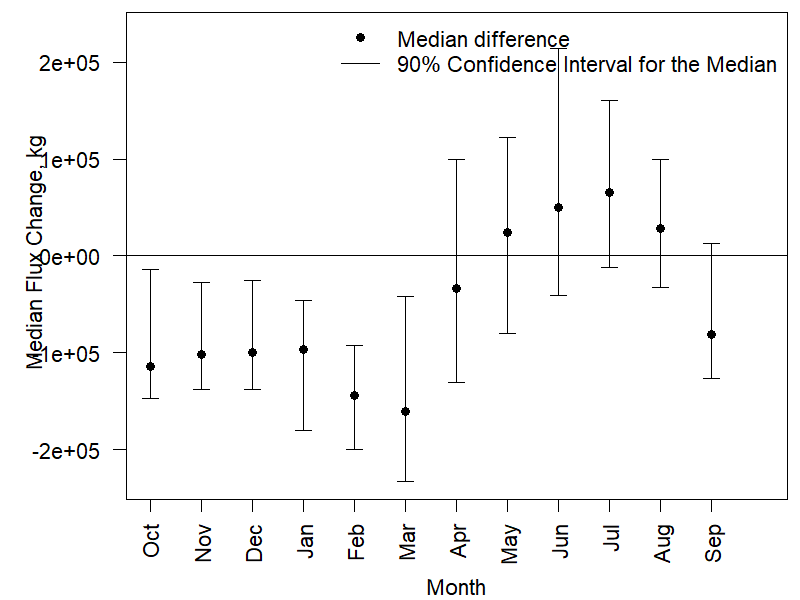 Median difference
90% Confidence Interval for the Median
2e+05
1e+05
0e+00
-1e+05
-2e+05
Median Flux Change, kg
Oct
Nov
Dec
Jan
Feb
Mar
Apr
May
Jun
Jul
Aug
Sep
Month